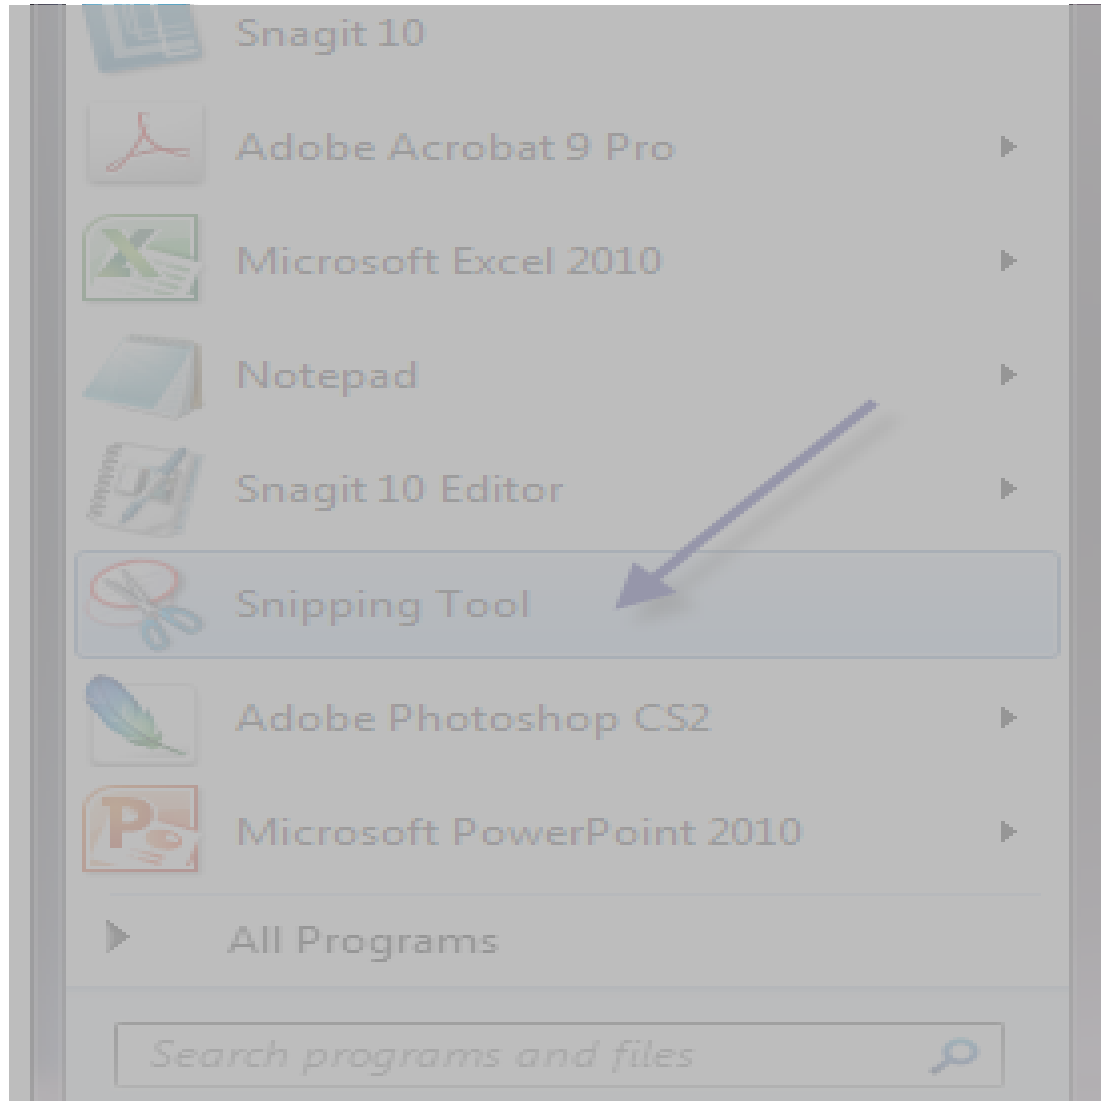 Snagit 10
Adobe Acrobat 9 Pro
Microsoft Excel 2010
Notepad
Snagit 10 Editor
Snipping Tool
Adobe Photoshop CS2
Microsoft PowerPoint 2010
All Programs
Search programs and files